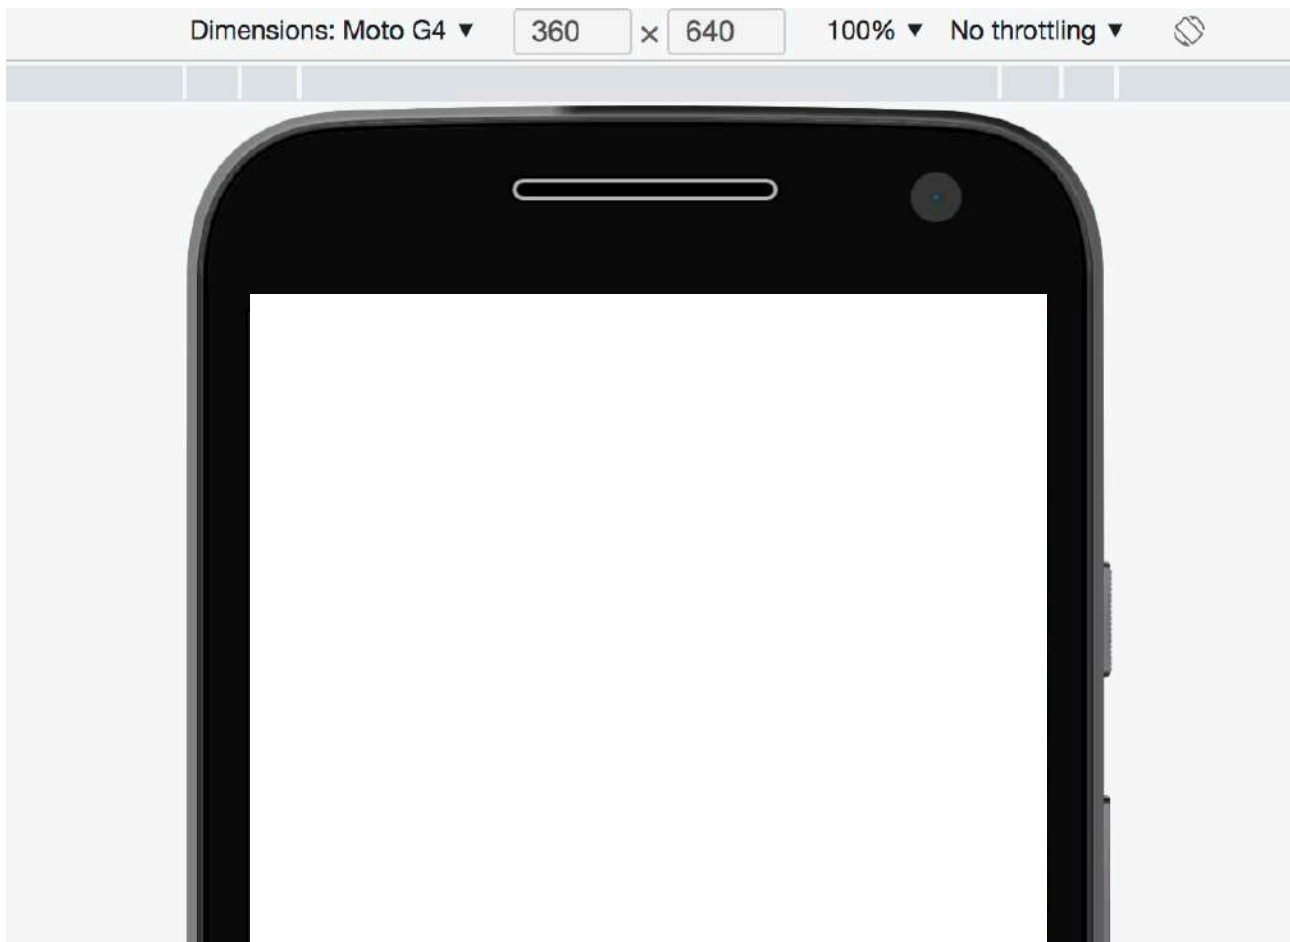 Dimensions: Moto G4 ▼ 360 × 640 100% ▼ No throttling ▼